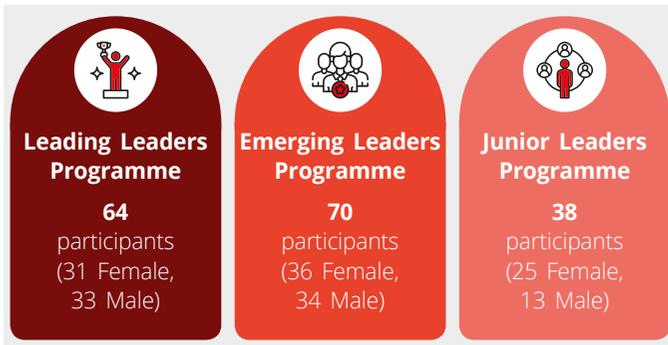 Leading Leaders
Programme
64
participants
(31 Female,
33 Male)
Emerging Leaders
Programme
70
participants
(36 Female,
34 Male)
Junior Leaders
Programme
38
participants
(25 Female,
13 Male)